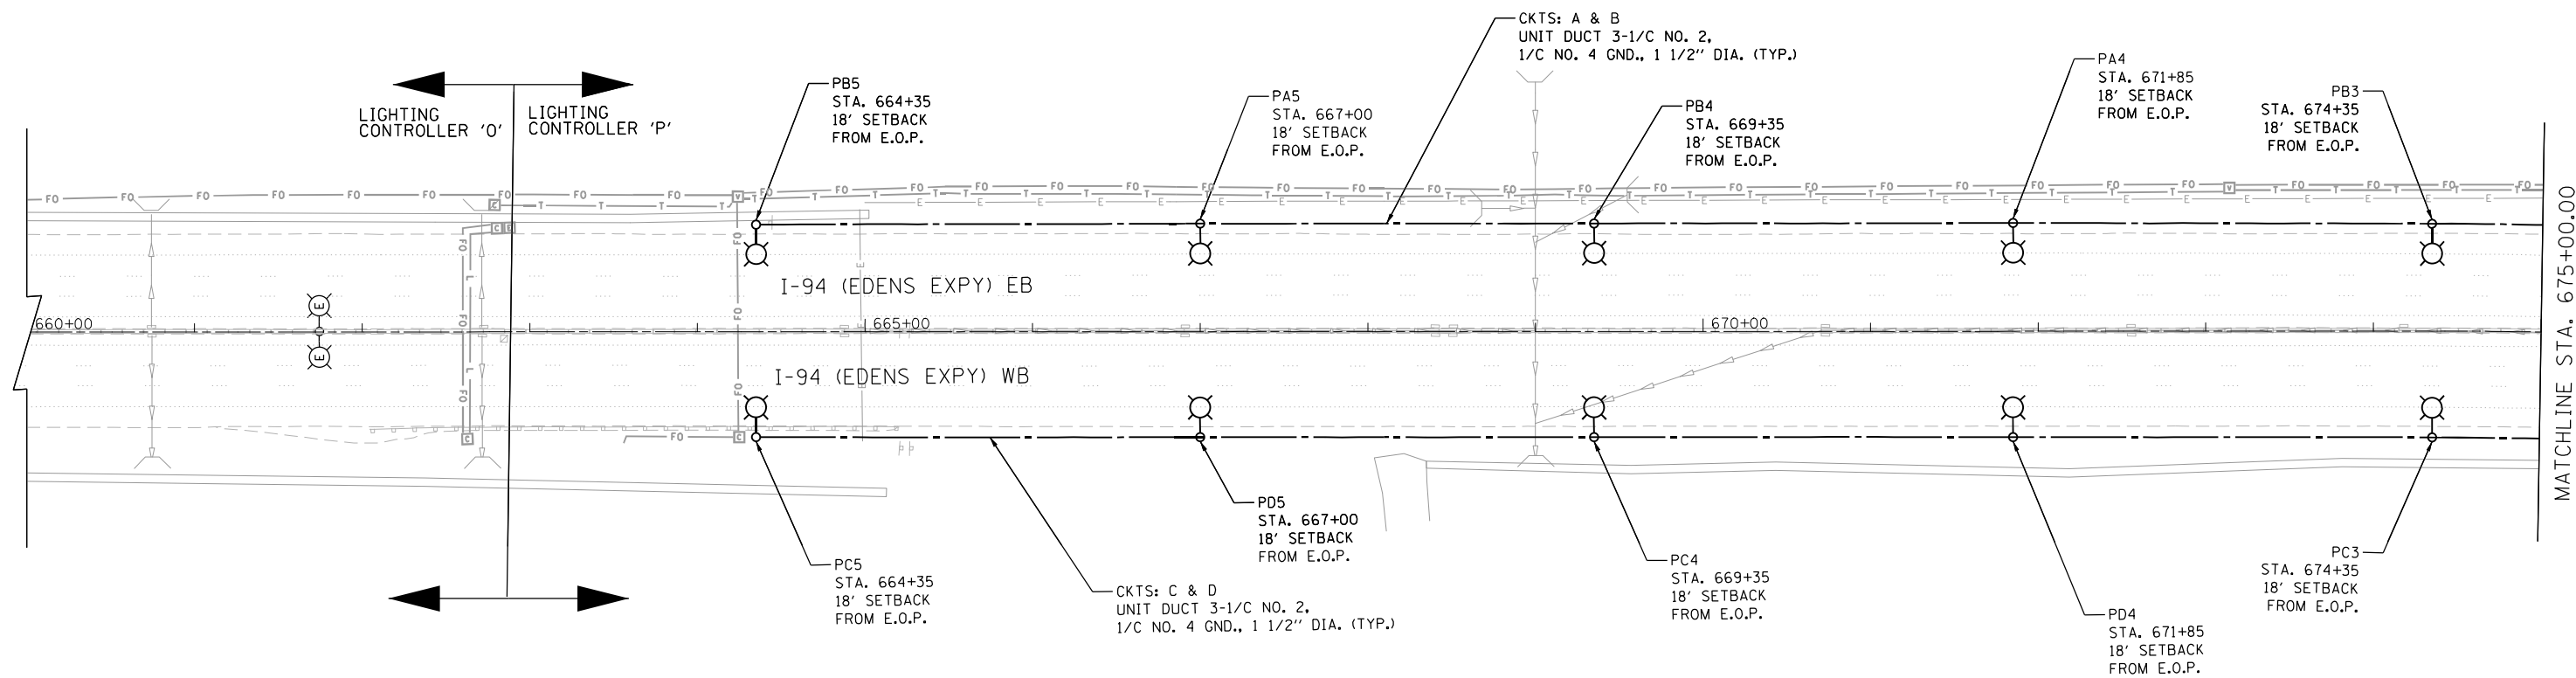 CKTS: A & B
UNIT DUCT 3-1/C NO. 2,
1/C NO. 4 GND., 1 1/2" DIA. (TYP.)
LIGHTING
CONTROLLER 'O'
LIGHTING
CONTROLLER 'P'
PB5
STA. 664+35
18' SETBACK
FROM E.O.P.
PA5
STA. 667+00
18' SETBACK
FROM E.O.P.
PB4
STA. 669+35
18' SETBACK
FROM E.O.P.
PA4
STA. 671+85
18' SETBACK
FROM E.O.P.
PB3
STA. 674+35
18' SETBACK
FROM E.O.P.
I-94 (EDENS EXPY) EB
660+00
665+00
670+00
I-94 (EDENS EXPY) WB
MATCHLINE STA. 675+00.00
PC5
STA. 664+35
18' SETBACK
FROM E.O.P.
CKTS: C & D
UNIT DUCT 3-1/C NO. 2,
1/C NO. 4 GND., 1 1/2" DIA. (TYP.)
PD5
STA. 667+00
18' SETBACK
FROM E.O.P.
PC4
STA. 669+35
18' SETBACK
FROM E.O.P.
PD4
STA. 671+85
18' SETBACK
FROM E.O.P.
PC3
STA. 674+35
18' SETBACK
FROM E.O.P.